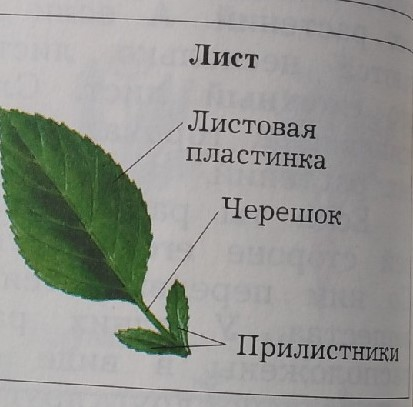 Лист
Листовая
пластинка
Черешок
Прилистники